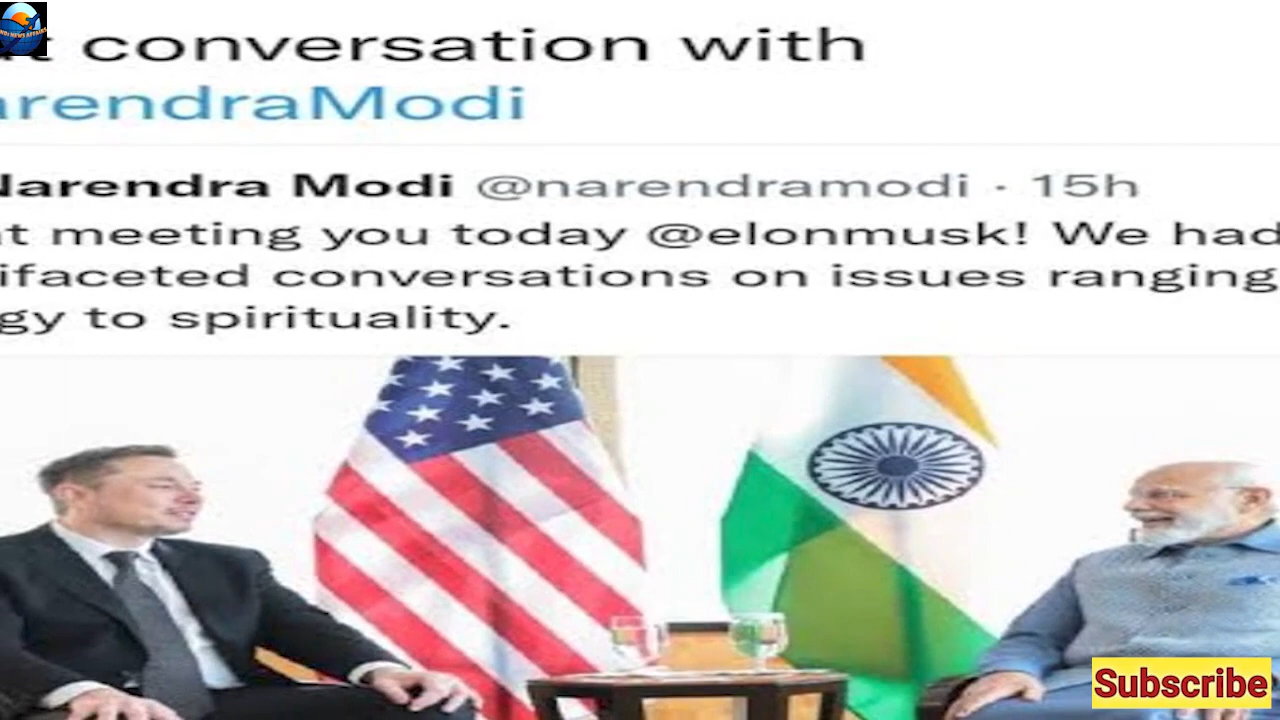 conversation with
arendraModi
Narendra Modi @narendramodi · 15h
t meeting you today @elonmusk! We had
ifaceted conversations on issues ranging
gy to spirituality.
Subscribe